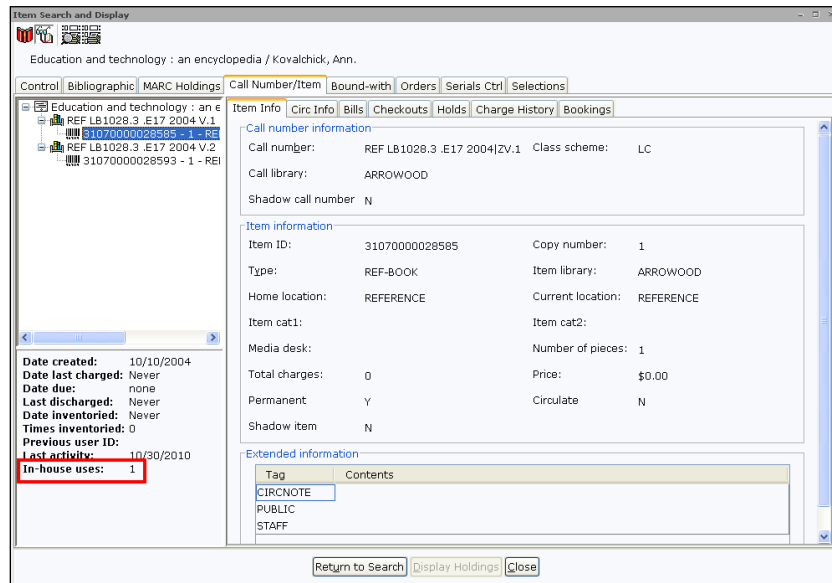 Item Search and Display
Education and technology : an encyclopedia / Kovalchick, Ann.
Control Bibliographic MARC Holdings Call Number/Item Bound-with Orders Serials Ctrl Selections
Education and technology : an e
REF LB1028.3 .E17 2004 V.1
31070000028585 - 1 - REI
REF LB1028.3 .E17 2004 V.2
31070000028593 - 1 - REI
Date created: 10/10/2004
Date last charged: Never
Date due: none
Last discharged: Never
Date inventoried: Never
Times inventoried: 0
Previous user ID:
Last activity: 10/30/2010
In-house uses: 1
Item Info Circ Info Bills Checkouts Holds Charge History Bookings
Call number information
Call number: REF LB1028.3 .E17 2004|ZV.1 Class scheme: LC
Call library: ARROWOOD
Shadow call number N
Item information
Item ID: 31070000028585 Copy number: 1
Type: REF-BOOK Item library: ARROWOOD
Home location: REFERENCE Current location: REFERENCE
Item cat1: Item cat2:
Media desk: Number of pieces: 1
Total charges: 0 Price: $0.00
Permanent Y Circulate N
Shadow item N
Extended information
Tag Contents
CIRCNOTE
PUBLIC
STAFF
Return to Search Display Holdings Close